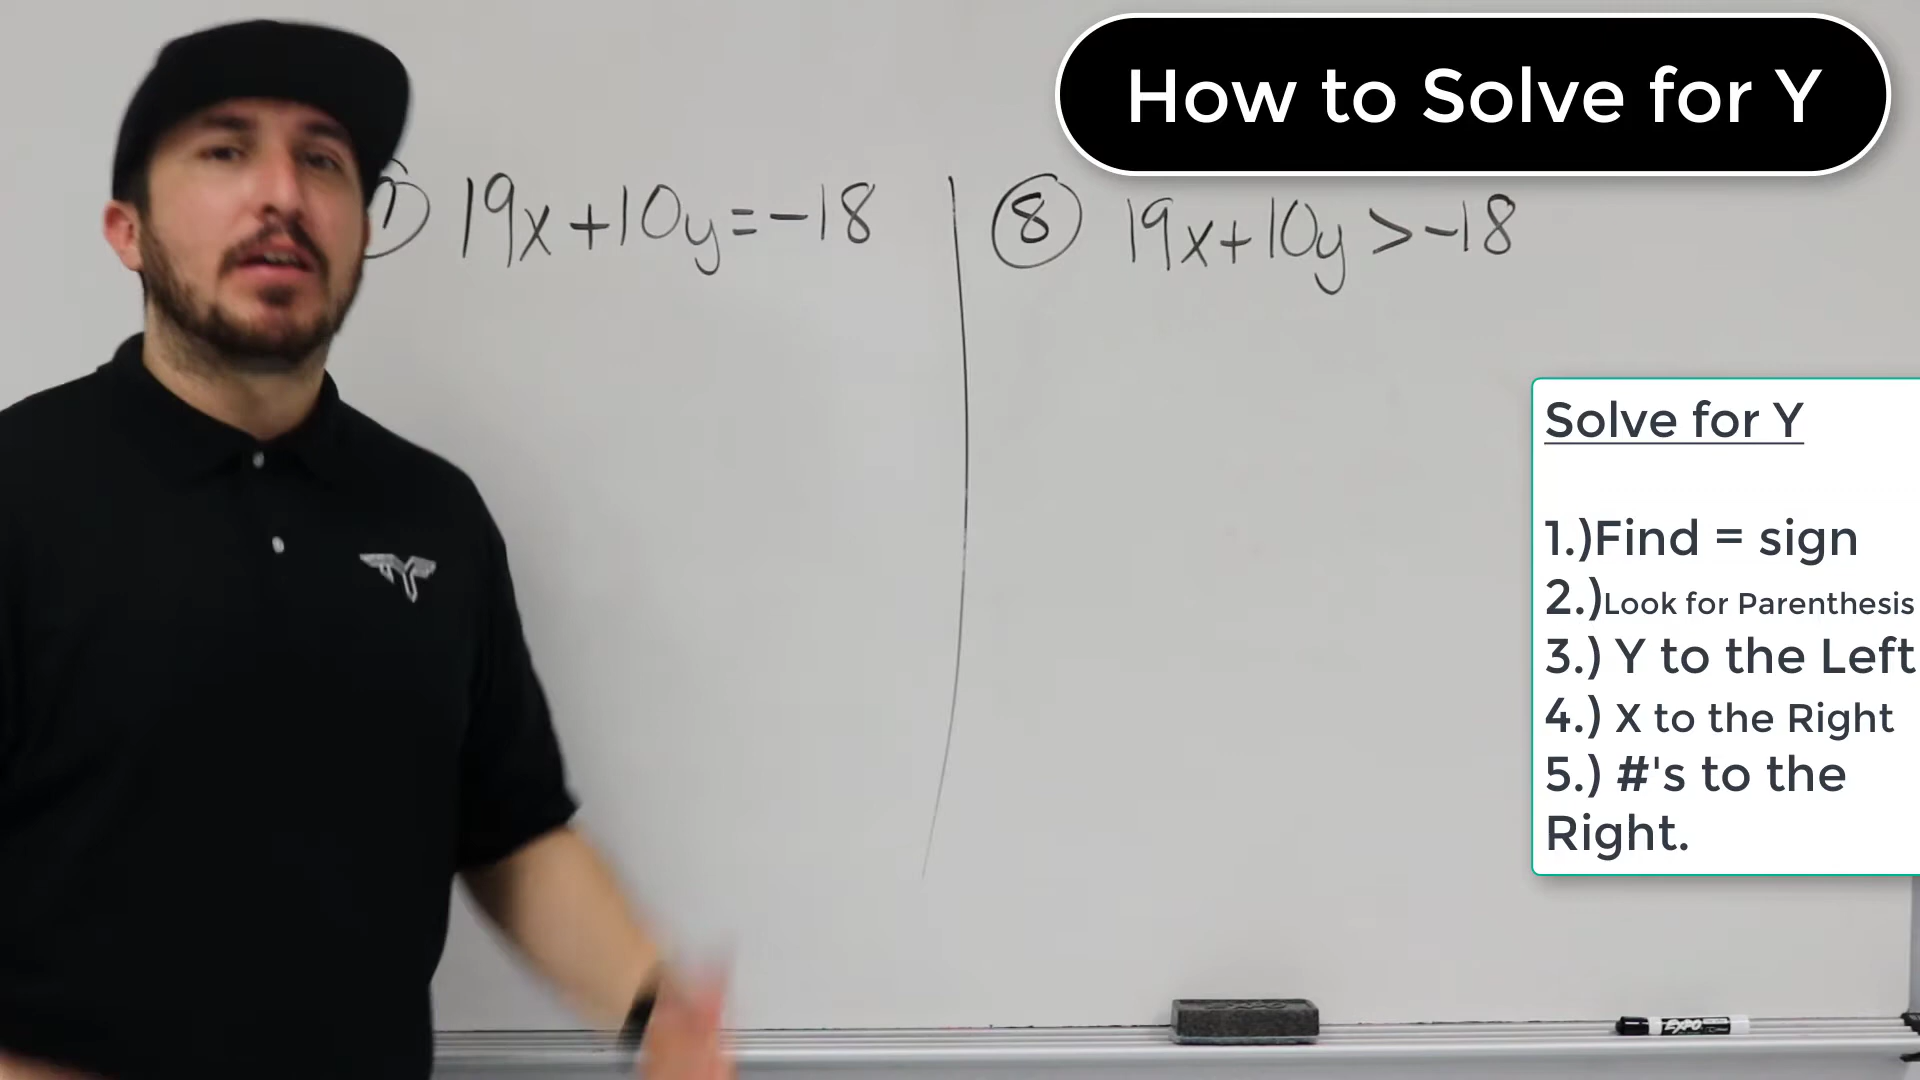 How to Solve for Y
7 19x+10y=-18
8 19x+10y>-18
Solve for Y
1.)Find = sign
2.)Look for Parenthesis
3.) Y to the Left
4.) X to the Right
5.) #'s to the
Right.
EXPO